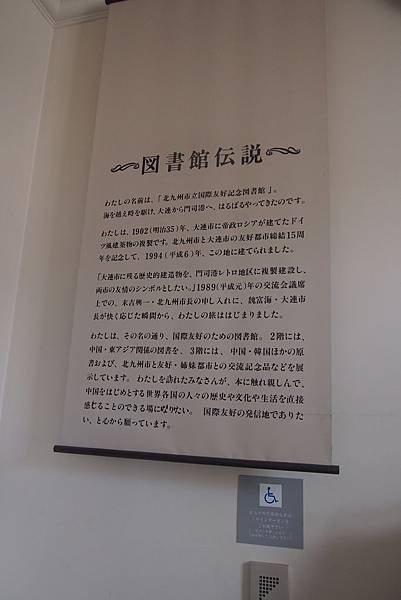 図書館伝説
わたしの名前は、「北九州市立国際友好記念図書館」。
海を越え時を駆け、大連から門司港へ、はるばるやってきたのです。
わたしは、1902(明治35)年、大連市に帝政ロシアが建てたドイ
ツ風建築物の複製です。北九州市と大連市の友好都市締結15周
年を記念して、1994(平成6)年、この地に建てられました。
「大連市に残る歴史的建造物を、門司港レトロ地区に複製建設し、
両市の友情のシンボルとしたい。」1989(平成元)年の交流会議席
上での、末吉興一・北九州市長の申し入れに、魏富海・大連市
長が快く応じた瞬間から、わたしの旅ははじまりました。
わたしは、その名の通り、国際友好のための図書館。2階には、
中国・東アジア関係の図書を、3階には、中国・韓国ほかの原
書および、北九州市と友好・姉妹都市との交流記念品などを展
示しています。わたしを訪れたみなさんが、本に触れ親しんで、
中国をはじめとする世界各国の人々の歴史や文化や生活を直接
感じることのできる場になりたい。国際友好の発信地でありた
い、と心から願っています。